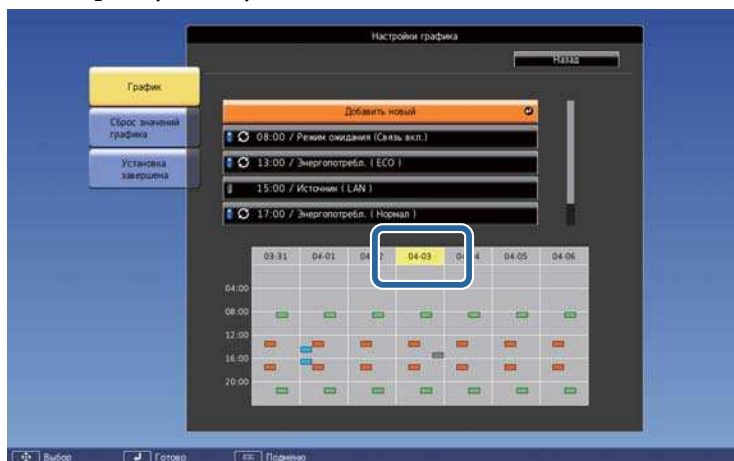 Настройки графика
Назад
График
Сброс значений
графика
Установка
завершена
Добавить новый
08:00 / Режим ожидания (Связь вкл.)
13:00 / Энергопотребл. ( ECO )
15:00 / Источник ( LAN )
17:00 / Энергопотребл. ( Нормал )
03-31 04-01 04-03 04-05 04-06
04:00
08:00
12:00
16:00
20:00
Выбор Готово Esc Подменю